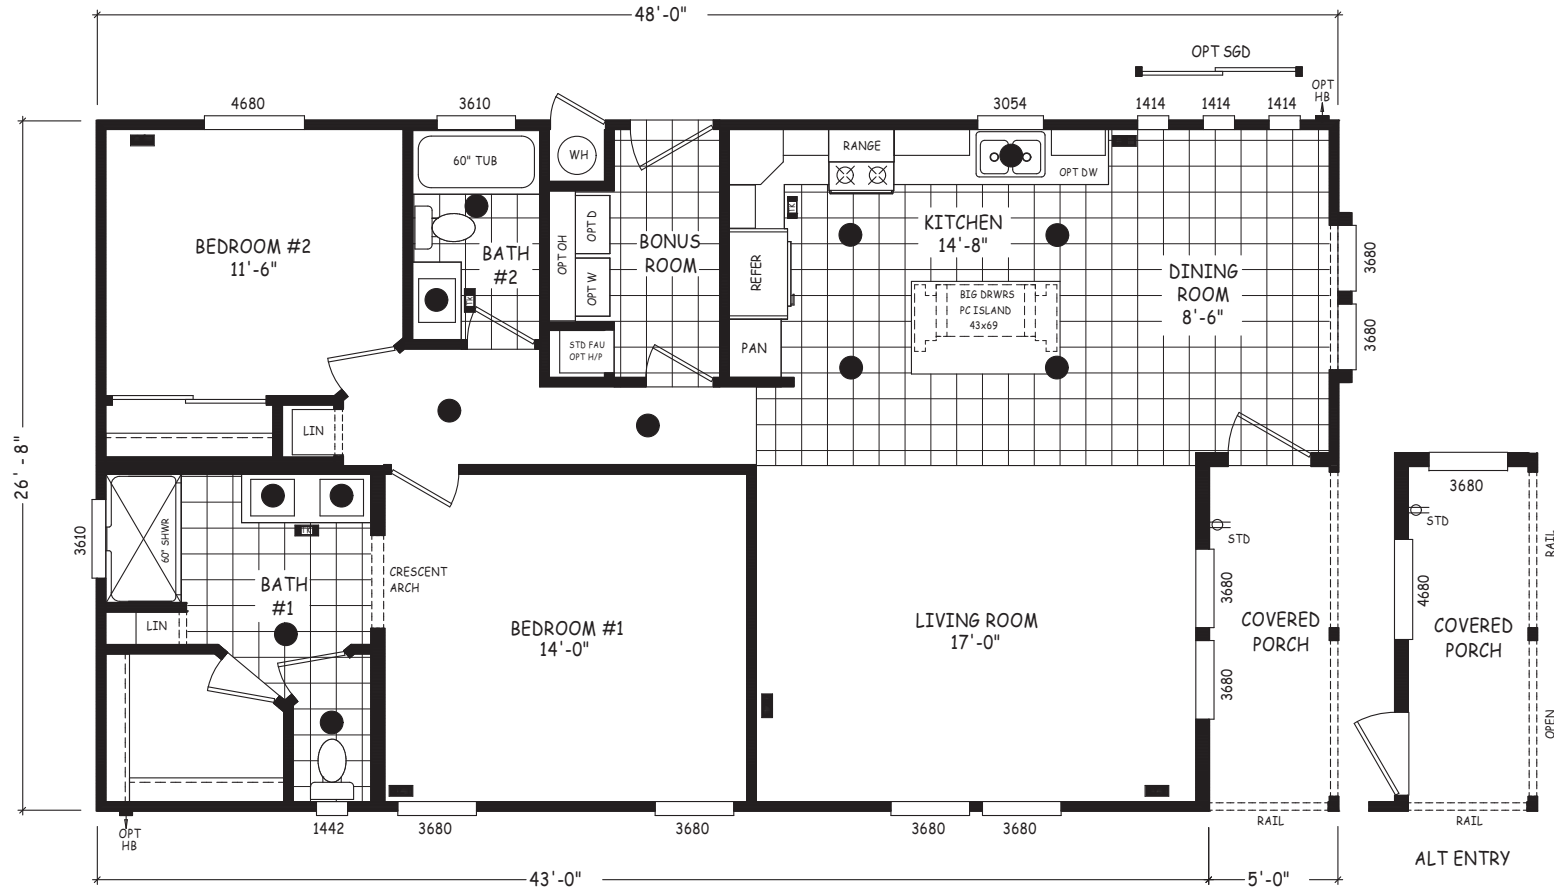 48'-0"
OPT SGD
OPT
HB
4680
3610
3054
1414
1414
1414
WH
RANGE
60" TUB
OPT DW
BEDROOM #2
11'-6"
BATH
#2
OPT OH
OPT D
OPT W
BONUS
ROOM
REFER
KITCHEN
14'-8"
DINING
ROOM
8'-6"
3680
3680
BIG DRWRS
PC ISLAND
43x69
STD FAU
OPT H/P
PAN
LIN
26' - 8"
3610
60" SHWR
BATH
#1
LIN
CRESCENT
ARCH
BEDROOM #1
14'-0"
LIVING ROOM
17'-0"
STD
3680
3680
COVERED
PORCH
3680
STD
4680
COVERED
PORCH
RAIL
OPEN
OPT
HB
1442
3680
3680
3680
3680
RAIL
RAIL
ALT ENTRY
43'-0"
5'-0"